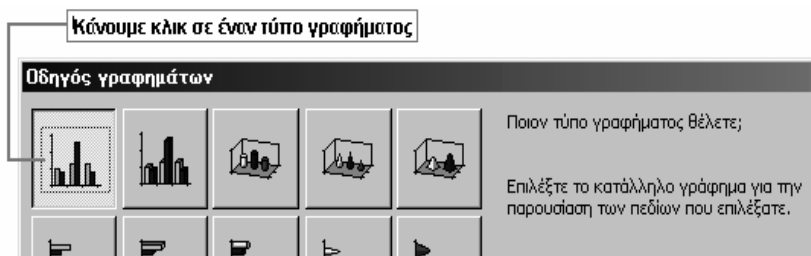 Κάνουμε κλικ σε έναν τύπο γραφήματος
Οδηγός γραφημάτων
Ποιον τύπο γραφήματος θέλετε;
Επιλέξτε το κατάλληλο γράφημα για την
παρουσίαση των πεδίων που επιλέξατε.